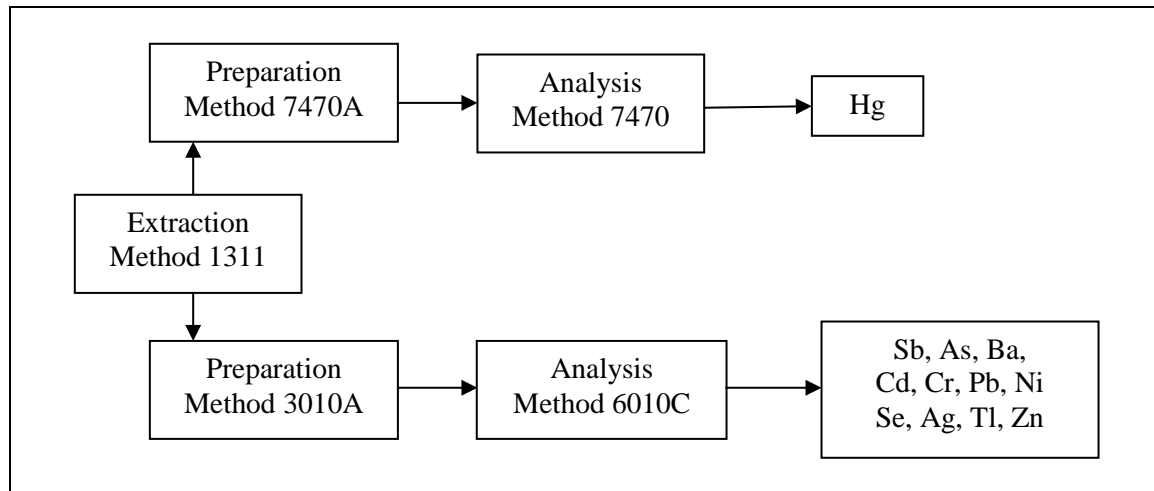 Preparation
Method 7470A
Analysis
Method 7470
Hg
Extraction
Method 1311
Preparation
Method 3010A
Analysis
Method 6010C
Sb, As, Ba,
Cd, Cr, Pb, Ni
Se, Ag, Tl, Zn